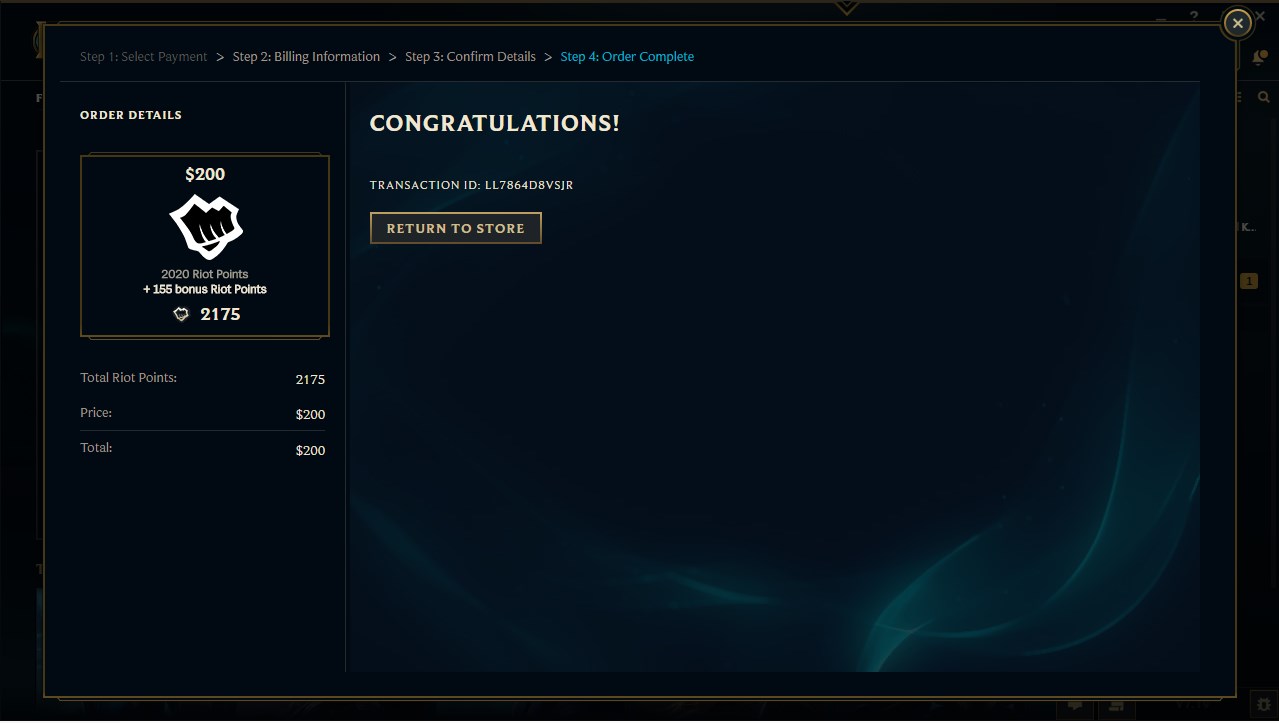 ?
Step 1: Select Payment > Step 2: Billing Information > Step 3: Confirm Details > Step 4: Order Complete
ORDER DETAILS
$200
2020 Riot Points
+ 155 bonus Riot Points
2175
Total Riot Points: 2175
Price: $200
Total: $200
CONGRATULATIONS!
TRANSACTION ID: LL7864D8VSJR
RETURN TO STORE
K...
1